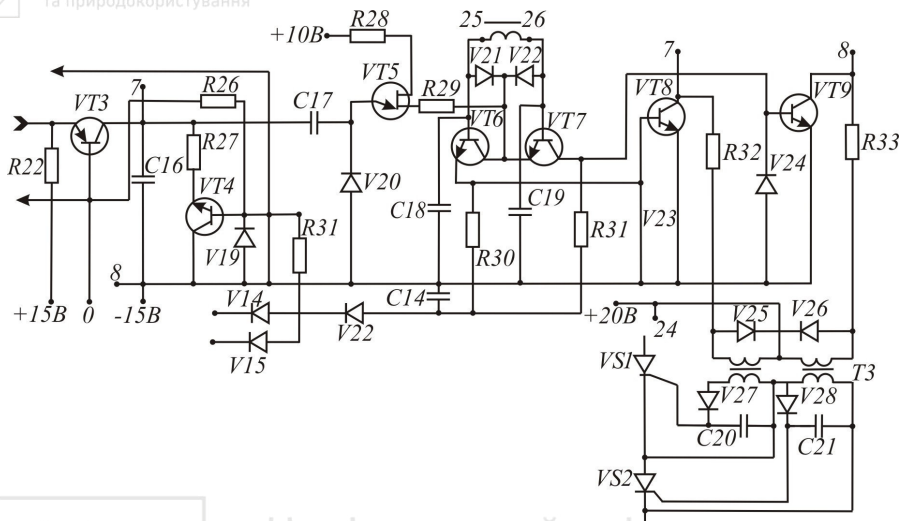 та природокористування
R28
25 26
+10В
V21 V22
7
8
7
R26
VT5
R29
VT8
VT9
VT3
C17
VT6
VT7
R27
R32
R33
R22
C16
V20
V24
VT4
C18
C19
R31
R31
V23
V19
R30
8
C14
+15В 0 -15В
V14
V22
+20В
24
V25
V26
V15
VS1
T3
V27
V28
C20
C21
VS2